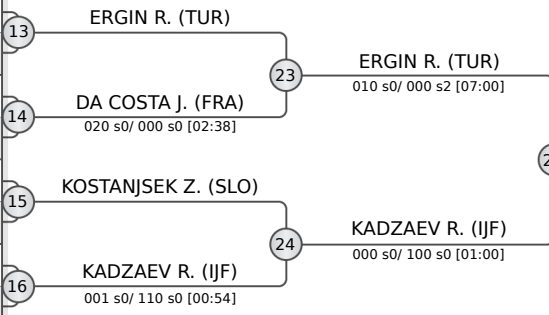 ERGIN R. (TUR)
13
23
ERGIN R. (TUR)
010 s0/ 000 s2 [07:00]
DA COSTA J. (FRA)
14
020 s0/ 000 s0 [02:38]
KOSTANJSEK Z. (SLO)
15
24
KADZAEV R. (IJF)
000 s0/ 100 s0 [01:00]
KADZAEV R. (IJF)
16
001 s0/ 110 s0 [00:54]